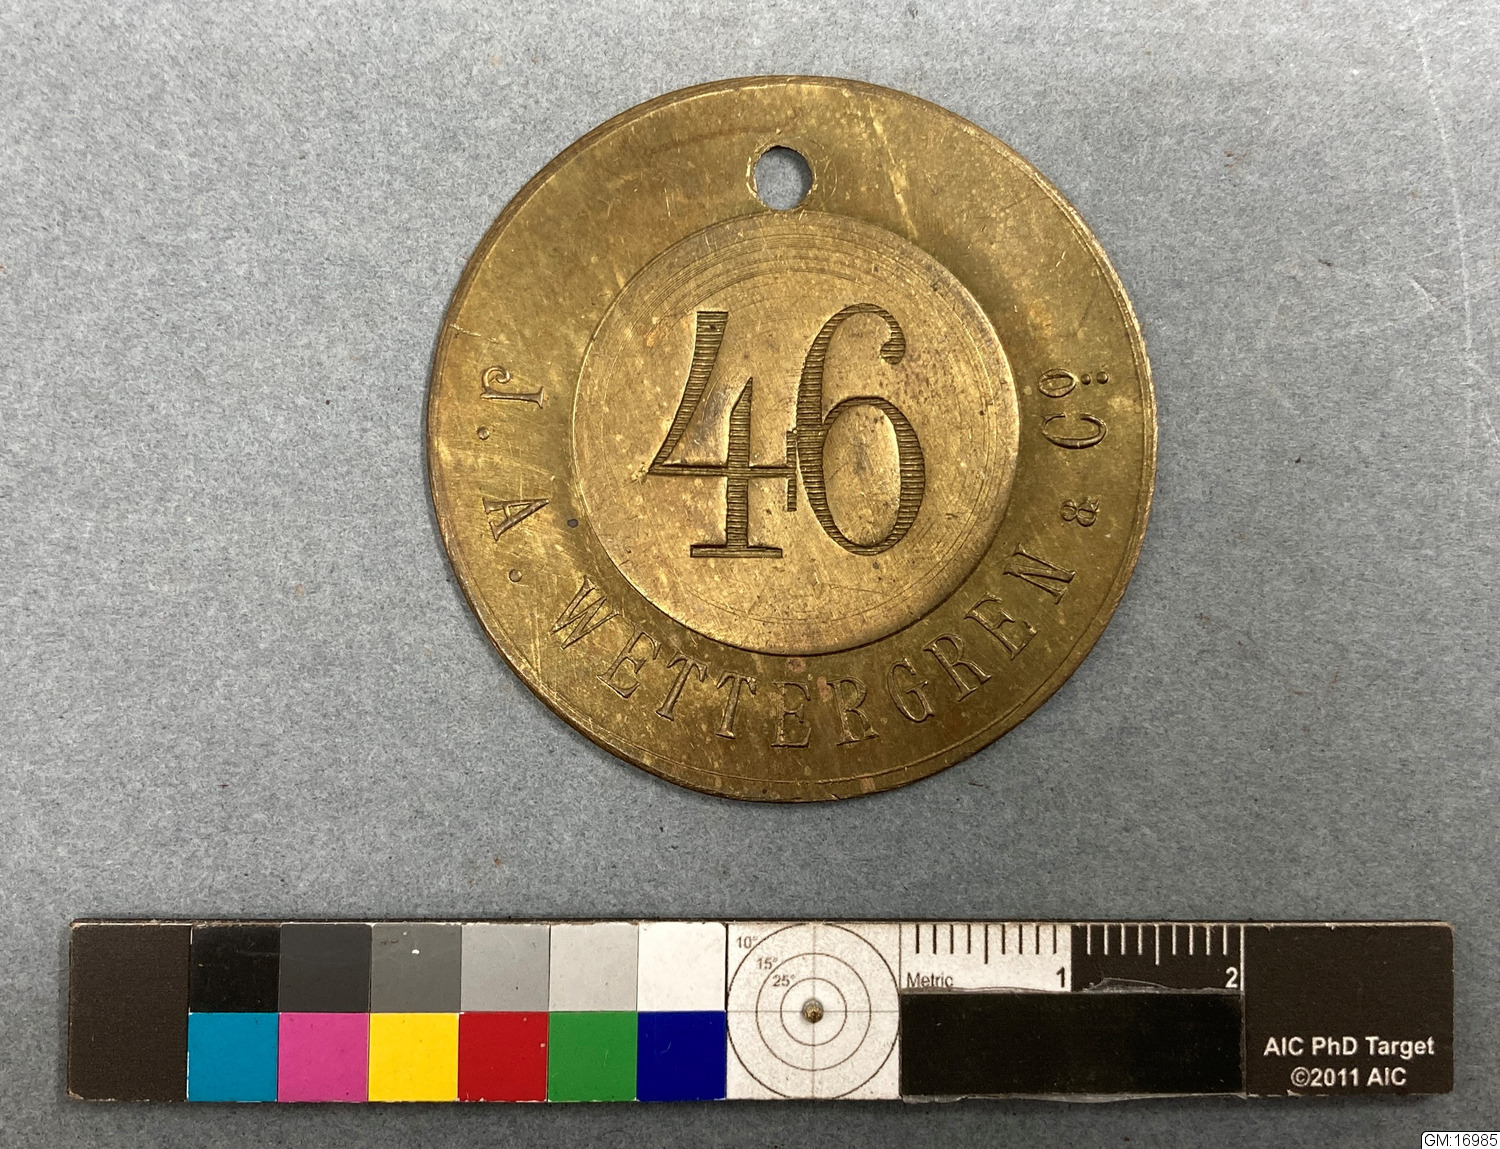 46
J. A. WETTERGREN & Cº.
10° 15° 25°
Metric 1 2
AIC PhD Target
©2011 AIC
GM:16985